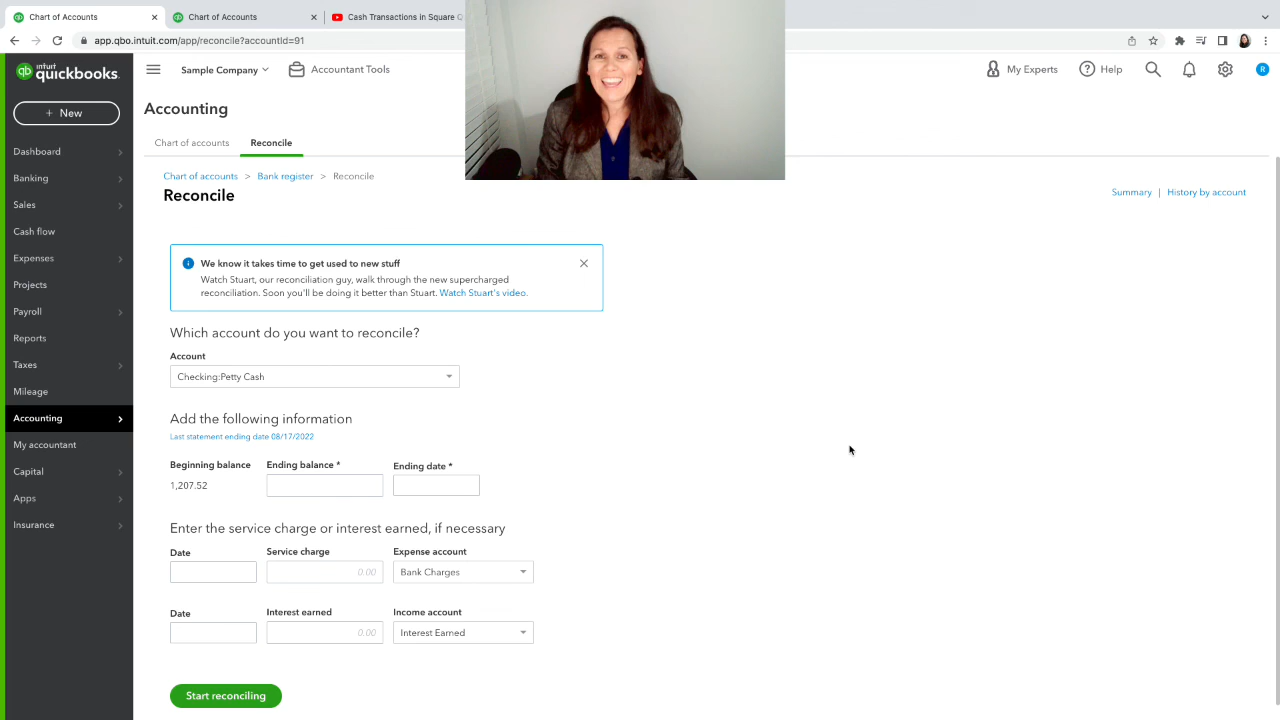 Chart of Accounts
Chart of Accounts
Cash Transactions in Square Q
app.qbo.intuit.com/app/reconcile?accountId=91
qb intuit quickbooks.
Sample Company
Accountant Tools
My Experts
Help
R
+ New
Accounting
Chart of accounts
Reconcile
Dashboard
Banking
Sales
Cash flow
Expenses
Projects
Payroll
Reports
Taxes
Mileage
Accounting
My accountant
Capital
Apps
Insurance
Chart of accounts > Bank register > Reconcile
Reconcile
Summary | History by account
We know it takes time to get used to new stuff
Watch Stuart, our reconciliation guy, walk through the new supercharged
reconciliation. Soon you'll be doing it better than Stuart. Watch Stuart's video.
Which account do you want to reconcile?
Account
Checking:Petty Cash
Add the following information
Last statement ending date 08/17/2022
Beginning balance Ending balance * Ending date *
1,207.52
Enter the service charge or interest earned, if necessary
Date Service charge Expense account
0.00 Bank Charges
Date Interest earned Income account
0.00 Interest Earned
Start reconciling